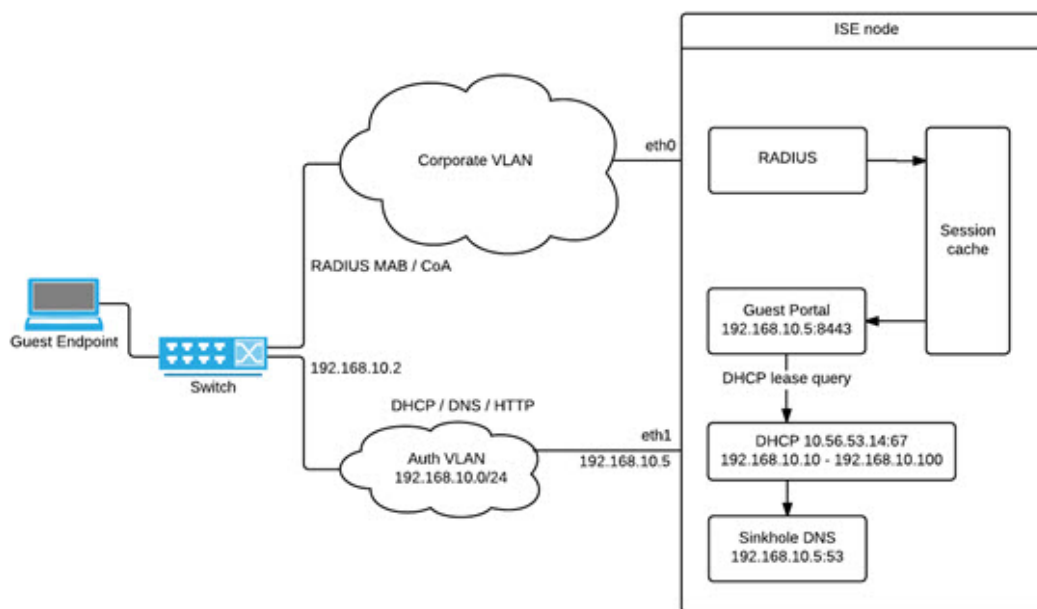 ISE node
Corporate VLAN
eth0
RADIUS
Session
cache
RADIUS MAB / CoA
Guest Endpoint
Switch
192.168.10.2
Guest Portal
192.168.10.5:8443
DHCP lease query
DHCP / DNS / HTTP
Auth VLAN
192.168.10.0/24
eth1
192.168.10.5
DHCP 10.56.53.14:67
192.168.10.10 - 192.168.10.100
Sinkhole DNS
192.168.10.5:53